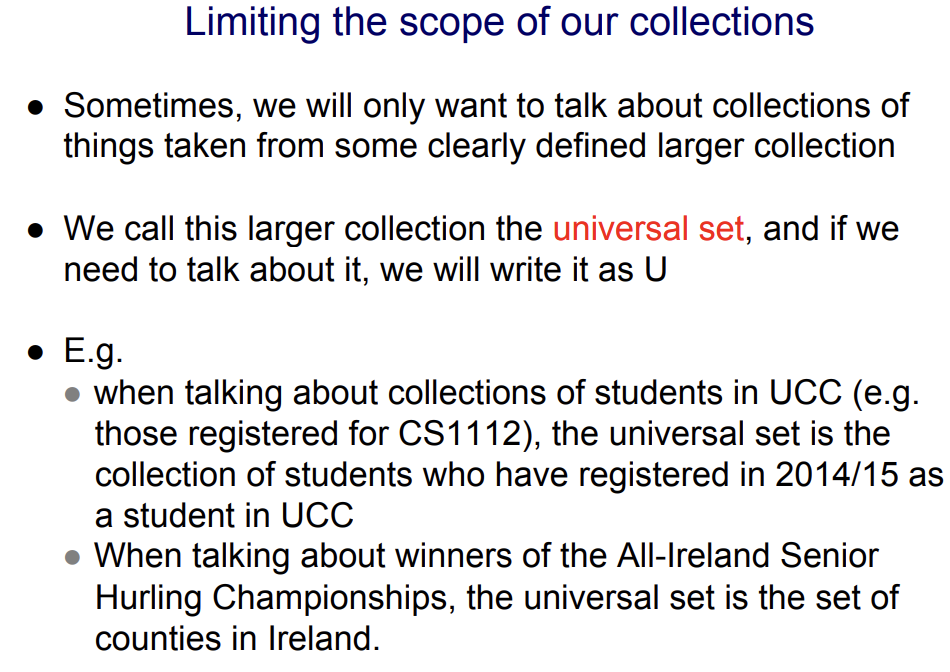 Limiting the scope of our collections
● Sometimes, we will only want to talk about collections of
things taken from some clearly defined larger collection
● We call this larger collection the universal set, and if we
need to talk about it, we will write it as U
● E.g.
● when talking about collections of students in UCC (e.g.
those registered for CS1112), the universal set is the
collection of students who have registered in 2014/15 as
a student in UCC
● When talking about winners of the All-Ireland Senior
Hurling Championships, the universal set is the set of
counties in Ireland.